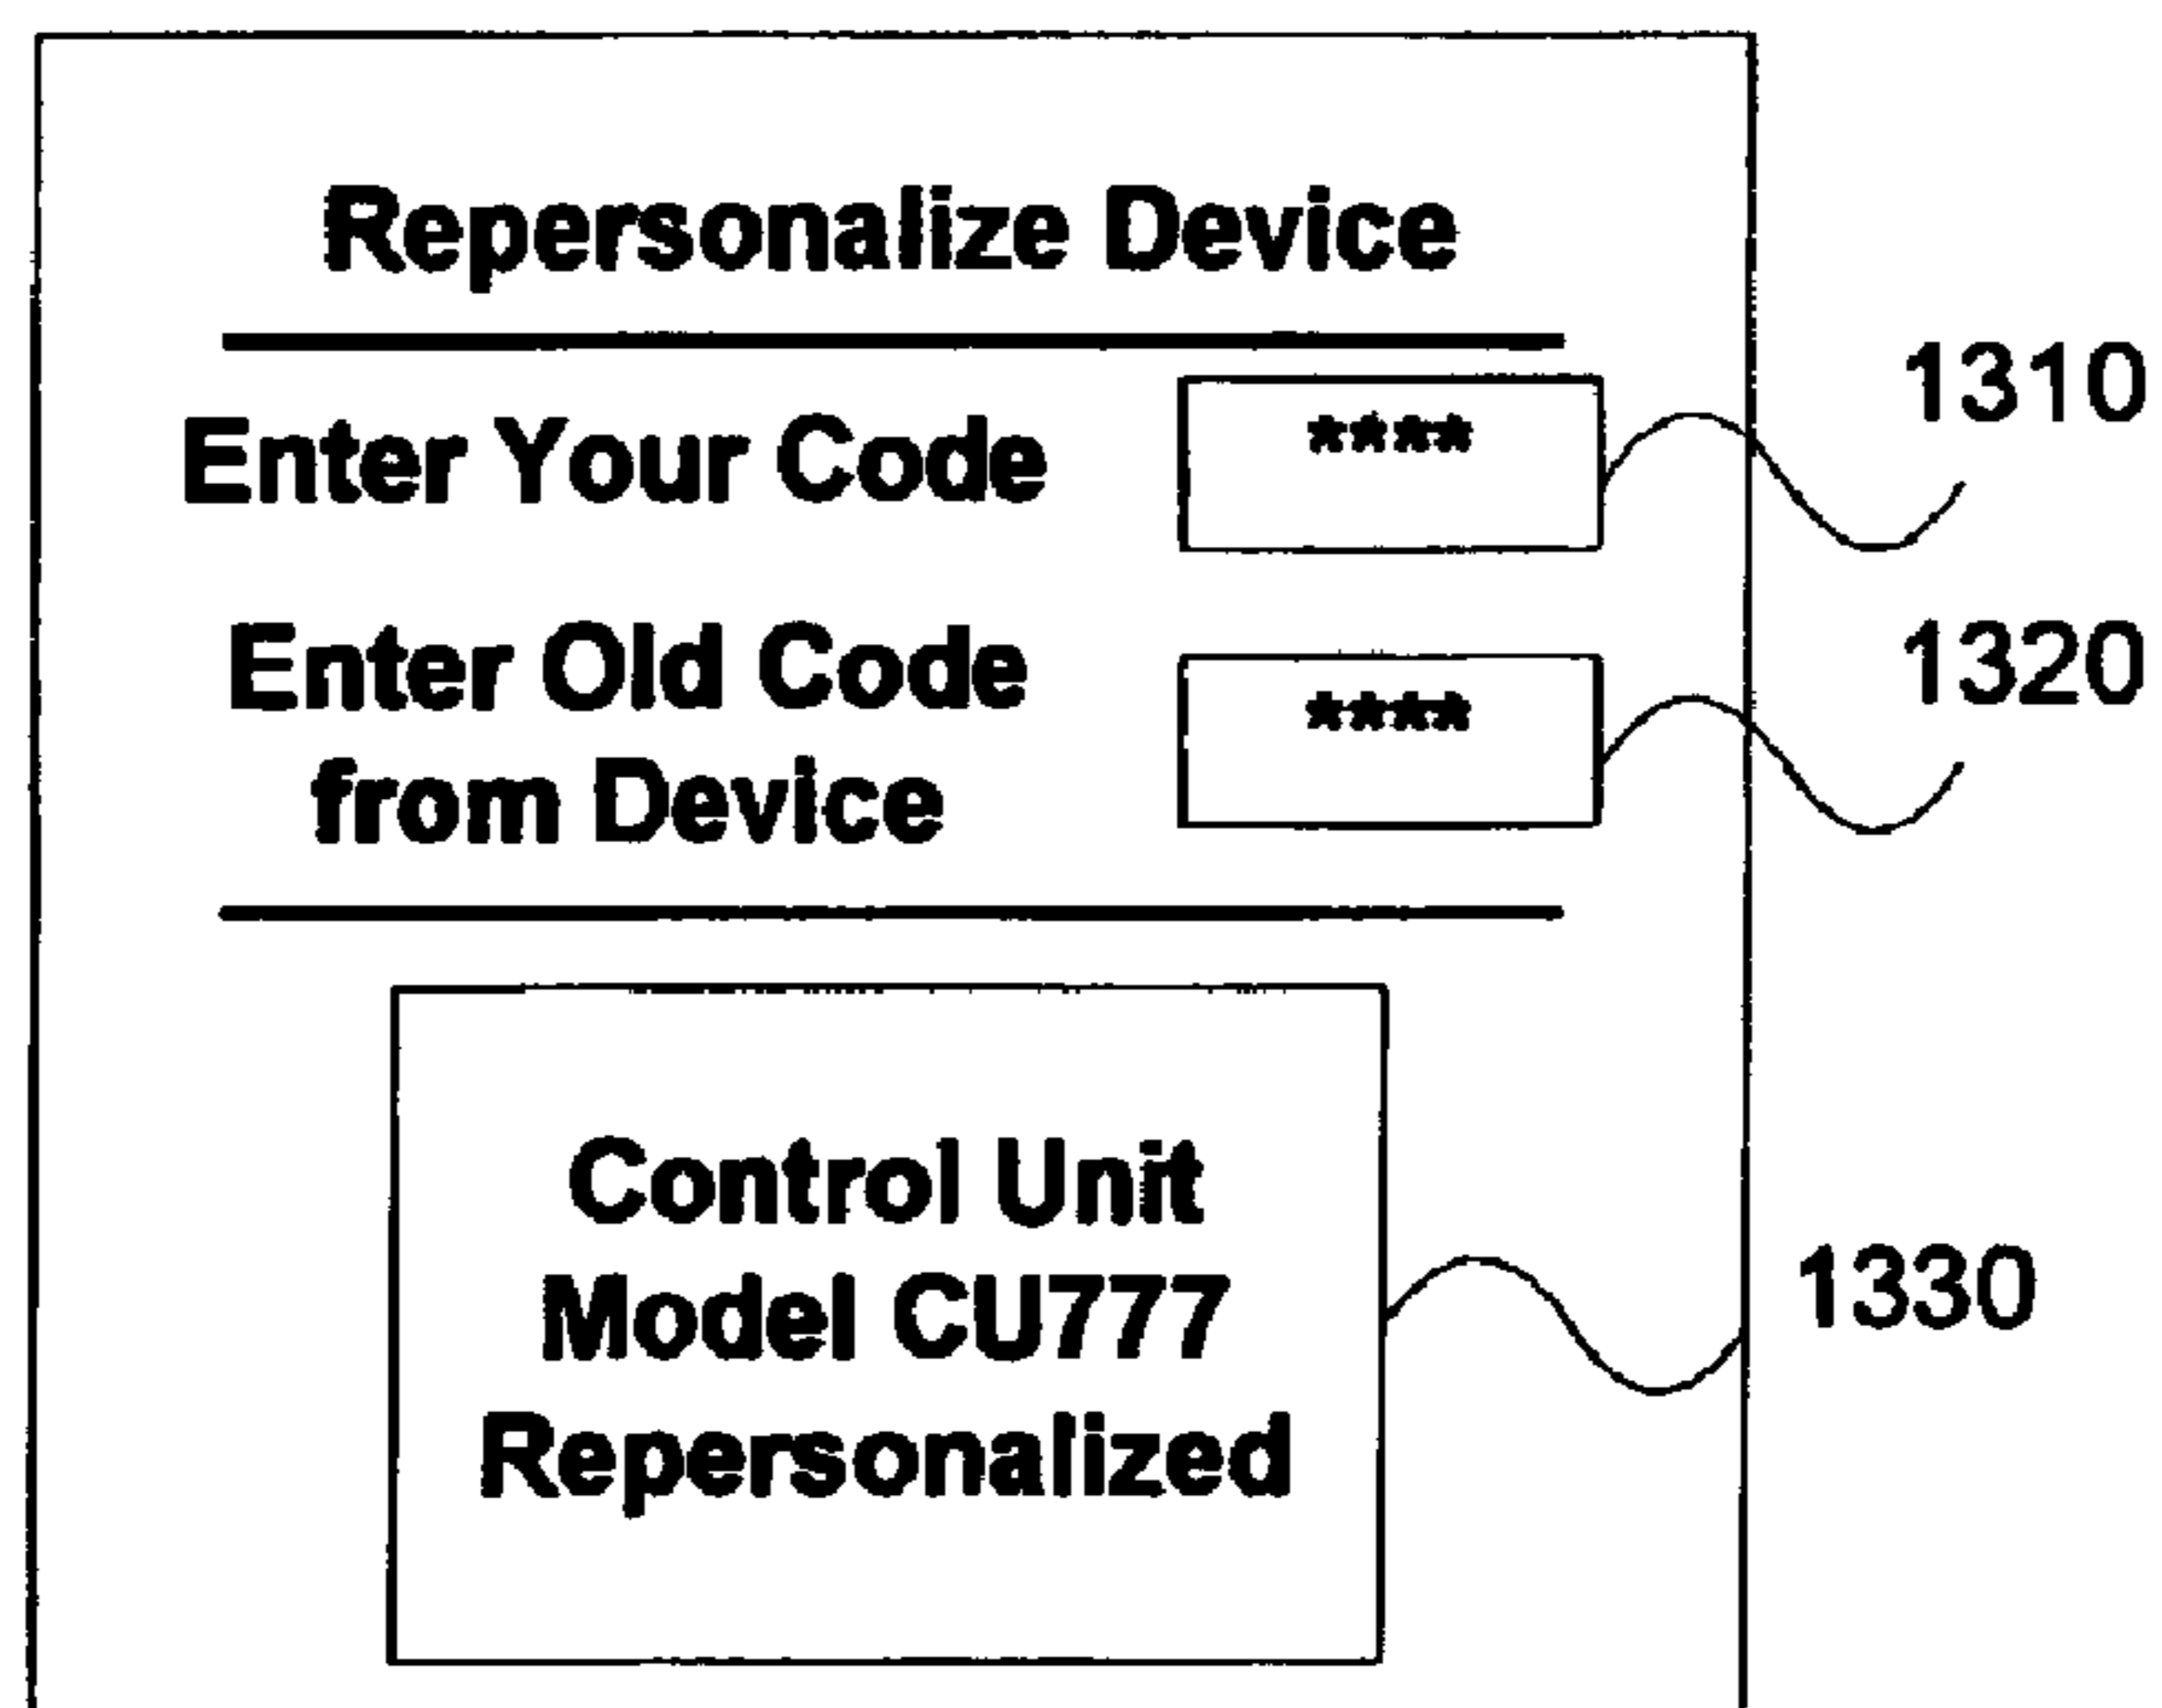 Repersonalize Device
1310
Enter Your Code ****
1320
Enter Old Code
from Device ****
Control Unit
Model CU777
1330
Repersonalized